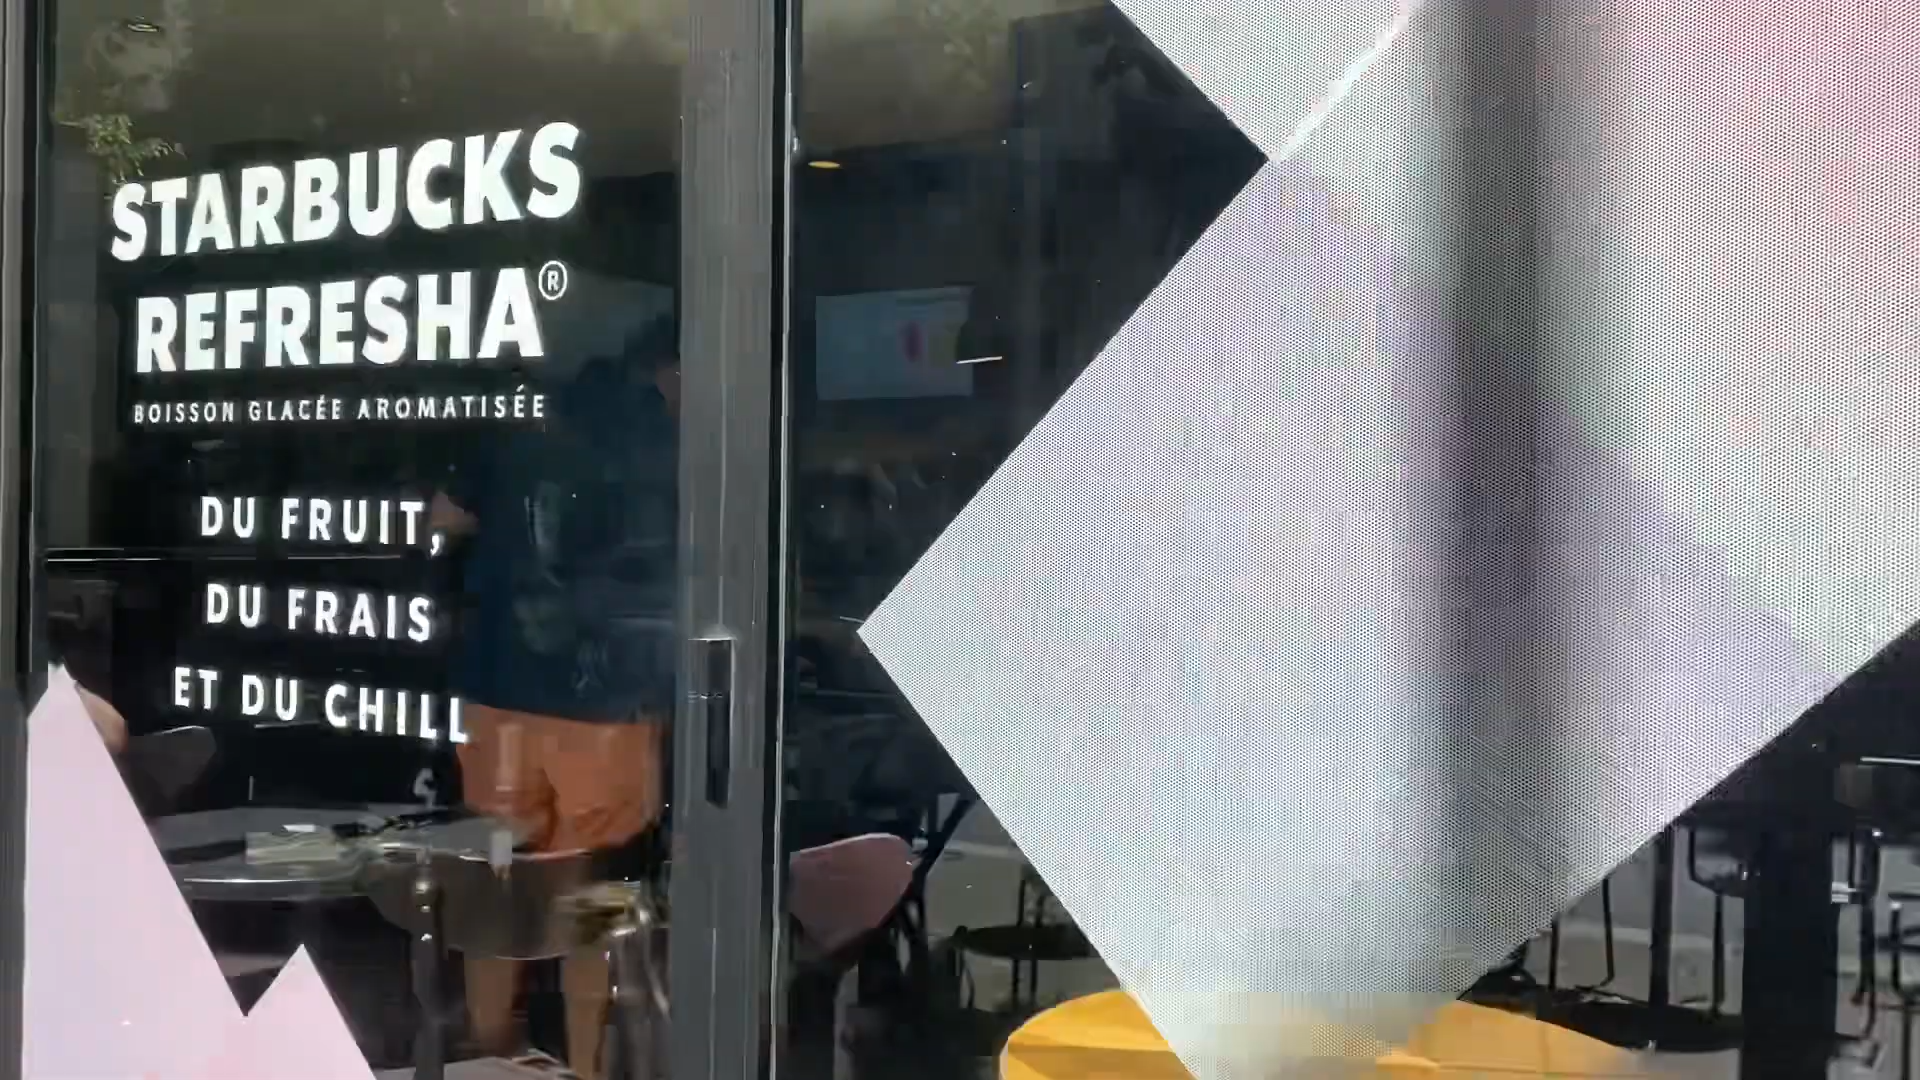 STARBUCKS
REFRESHA®
BOISSON GLACÉE AROMATISÉE
DU FRUIT,
DU FRAIS
ET DU CHILL